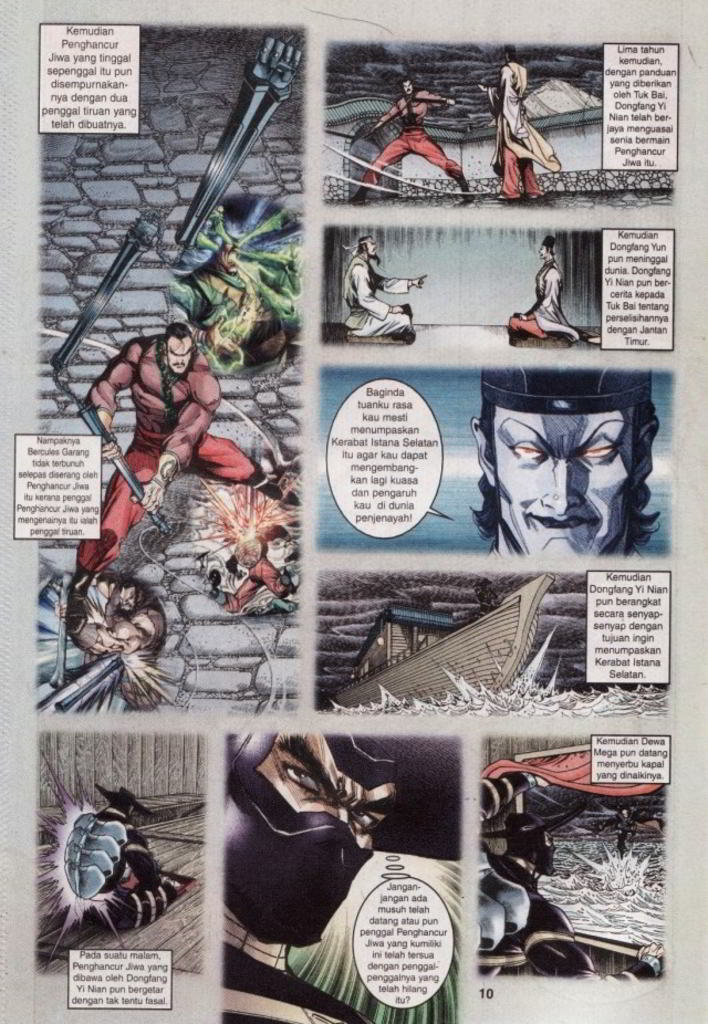 Kemudian
Penghancur
Jiwa yang tinggal
sepenggal itu pun
disempurnakan-
nya dengan dua
penggal tiruan yang
telah dibuatnya.
Lima tahun
kemudian,
dengan panduan
yang diberikan
oleh Tuk Bai,
Dongfang Yi
Nian telah ber-
jaya menguasai
senia bermain
Penghancur
Jiwa itu.
Kemudian
Dongfang Yun
pun meninggal
dunia. Dongfang
Yi Nian pun ber-
cerita kepada
Tuk Bai tentang
perselisihannya
dengan Jantan
Timur.
Baginda
tuanku rasa
kau mesti
menumpaskan
Kerabat Istana Selatan
itu agar kau dapat
mengembang-
kan lagi kuasa
dan pengaruh
kau di dunia
penjenayah!
Nampaknya
Bercules Garang
tidak terbunuh
selepas diserang oleh
Penghancur Jiwa
itu kerana penggal
Penghancur Jiwa yang
mengenainya itu ialah
penggal tiruan.
Kemudian
Dongfang Yi Nian
pun berangkat
secara senyap-
senyap dengan
tujuan ingin
menumpaskan
Kerabat Istana
Selatan.
Pada suatu malam,
Penghancur Jiwa yang
dibawa oleh Dongfang
Yi Nian pun bergetar
dengan tak tentu fasal.
Jangan-
jangan ada
musuh telah
datang atau pun
penggal Penghancur
Jiwa yang kumiliki
ini telah tersua
dengan penggal-
penggalnya yang
telah hilang
itu?
Kemudian Dewa
Mega pun datang
menyerbu kapal
yang dinaikinya.
10